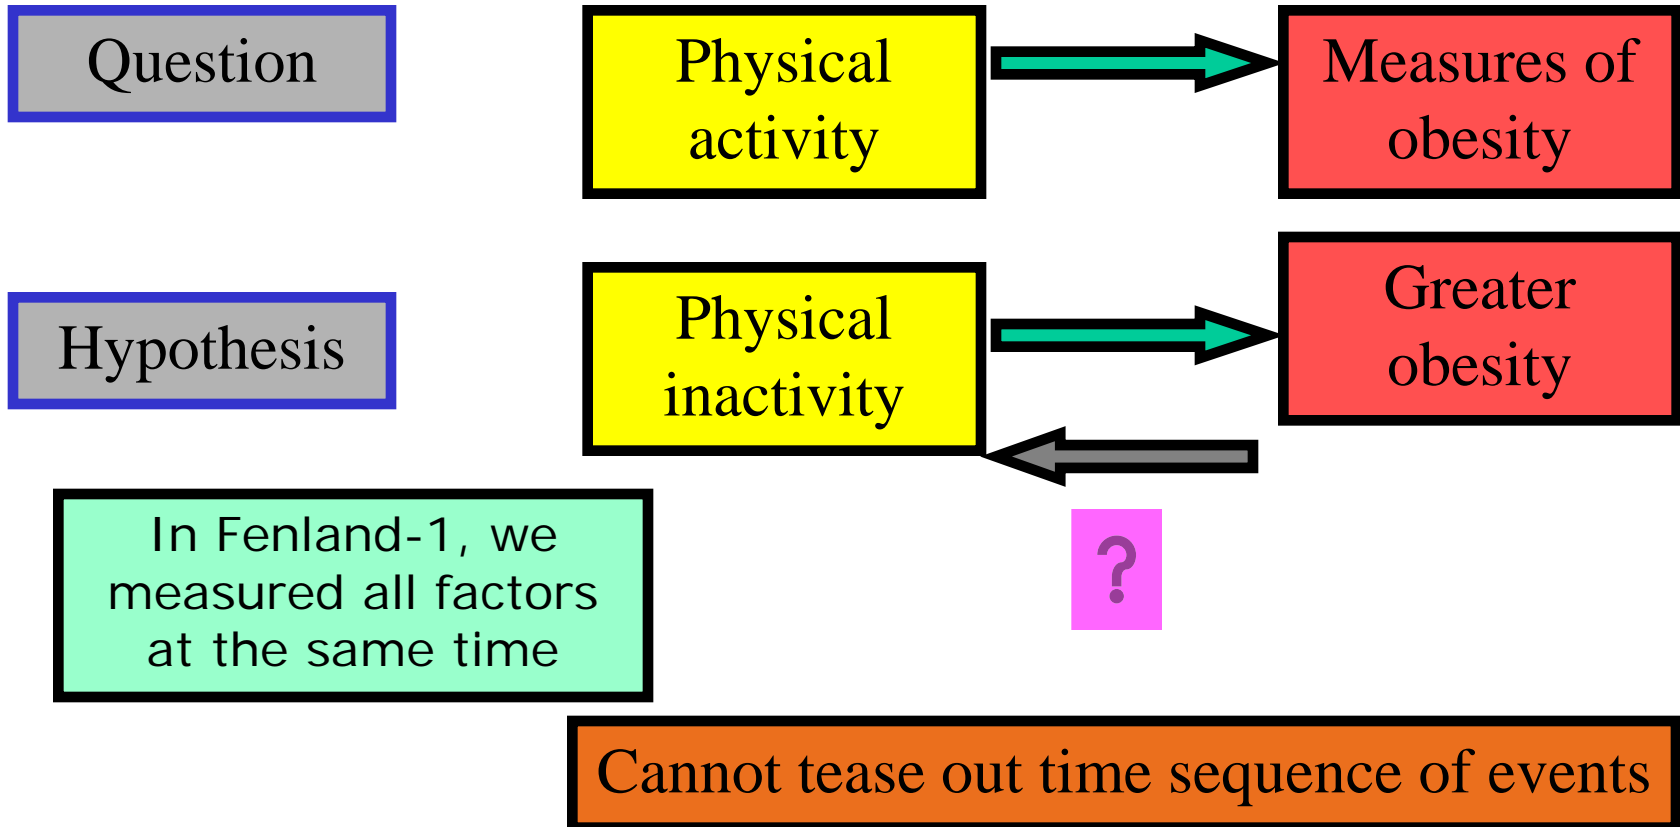 Question
Physical
activity
Measures of
obesity
Hypothesis
Physical
inactivity
Greater
obesity
?
In Fenland-1, we
measured all factors
at the same time
Cannot tease out time sequence of events